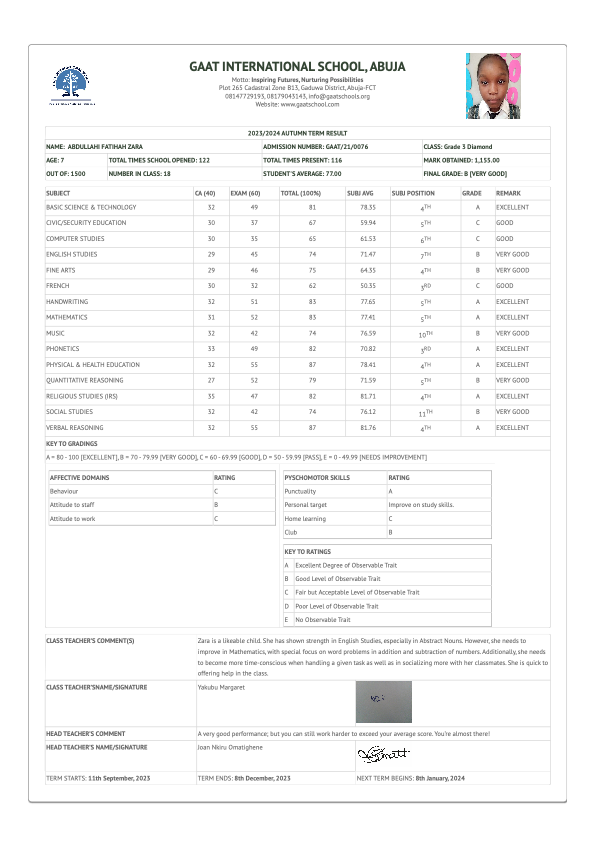 GAAT INTERNATIONAL SCHOOL, ABUJA
Motto: Inspiring Futures, Nurturing Possibilities
Plot 265 Cadastral Zone B13, Gaduwa District, Abuja-FCT
08147729193, 08179043143, info@gaatschools.org
Website: www.gaatschool.com
2023/2024 AUTUMN TERM RESULT
NAME: ABDULLAHI FATIHAH ZARA ADMISSION NUMBER: GAAT/21/0076 CLASS: Grade 3 Diamond
AGE: 7 TOTAL TIMES SCHOOL OPENED: 122 TOTAL TIMES PRESENT: 116 MARK OBTAINED: 1,155.00
OUT OF: 1500 NUMBER IN CLASS: 18 STUDENT'S AVERAGE: 77.00 FINAL GRADE: B [VERY GOOD]
SUBJECT CA (40) EXAM (60) TOTAL (100%) SUBJ AVG SUBJ POSITION GRADE REMARK
BASIC SCIENCE & TECHNOLOGY 32 49 81 78.35 4TH A EXCELLENT
CIVIC/SECURITY EDUCATION 30 37 67 59.94 5TH C GOOD
COMPUTER STUDIES 30 35 65 61.53 6TH C GOOD
ENGLISH STUDIES 29 45 74 71.47 7TH B VERY GOOD
FINE ARTS 29 46 75 64.35 4TH B VERY GOOD
FRENCH 30 32 62 50.35 3RD C GOOD
HANDWRITING 32 51 83 77.65 5TH A EXCELLENT
MATHEMATICS 31 52 83 77.41 5TH A EXCELLENT
MUSIC 32 42 74 76.59 10TH B VERY GOOD
PHONETICS 33 49 82 70.82 3RD A EXCELLENT
PHYSICAL & HEALTH EDUCATION 32 55 87 78.41 4TH A EXCELLENT
QUANTITATIVE REASONING 27 52 79 71.59 5TH B VERY GOOD
RELIGIOUS STUDIES (IRS) 35 47 82 81.71 4TH A EXCELLENT
SOCIAL STUDIES 32 42 74 76.12 11TH B VERY GOOD
VERBAL REASONING 32 55 87 81.76 4TH A EXCELLENT
KEY TO GRADINGS
A = 80 - 100 [EXCELLENT], B = 70 - 79.99 [VERY GOOD], C = 60 - 69.99 [GOOD], D = 50 - 59.99 [PASS], E = 0 - 49.99 [NEEDS IMPROVEMENT]
AFFECTIVE DOMAINS RATING
Behaviour C
Attitude to staff B
Attitude to work C
PYSCHOMOTOR SKILLS RATING
Punctuality A
Personal target Improve on study skills.
Home learning C
Club B
KEY TO RATINGS
A Excellent Degree of Observable Trait
B Good Level of Observable Trait
C Fair but Acceptable Level of Observable Trait
D Poor Level of Observable Trait
E No Observable Trait
CLASS TEACHER'S COMMENT(S) Zara is a likeable child. She has shown strength in English Studies, especially in Abstract Nouns. However, she needs to
improve in Mathematics, with special focus on word problems in addition and subtraction of numbers. Additionally, she needs
to become more time-conscious when handling a given task as well as in socializing more with her classmates. She is quick to
offering help in the class.
CLASS TEACHER'SNAME/SIGNATURE Yakubu Margaret
HEAD TEACHER'S COMMENT A very good performance; but you can still work harder to exceed your average score. You're almost there!
HEAD TEACHER'S NAME/SIGNATURE Joan Nkiru Omatighene
TERM STARTS: 11th September, 2023 TERM ENDS: 8th December, 2023 NEXT TERM BEGINS: 8th January, 2024